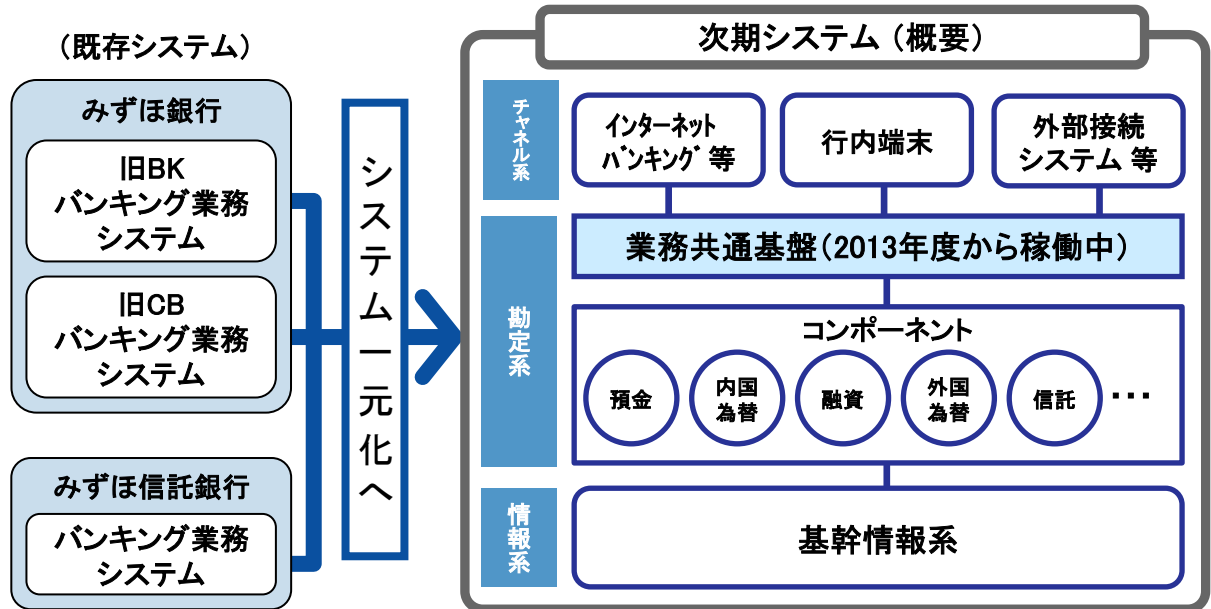 (既存システム)
みずほ銀行
旧BK
バンキング業務
システム
旧CB
バンキング業務
システム
みずほ信託銀行
バンキング業務
システム
システム一元化へ
次期システム(概要)
チャネル系
インターネット
バンキング 等
行内端末
外部接続
システム 等
勘定系
業務共通基盤(2013年度から稼働中)
コンポーネント
預金
内国
為替
融資
外国
為替
信託
・・・
情報系
基幹情報系